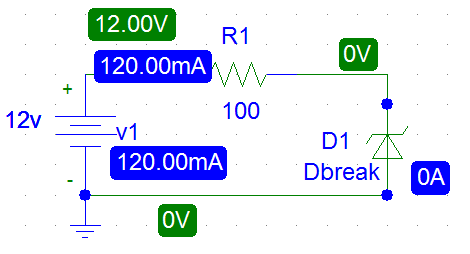 12.00V
R1
0V
+
120.00mA
100
12v
v1
D1
120.00mA
Dbreak
0A
-
0V